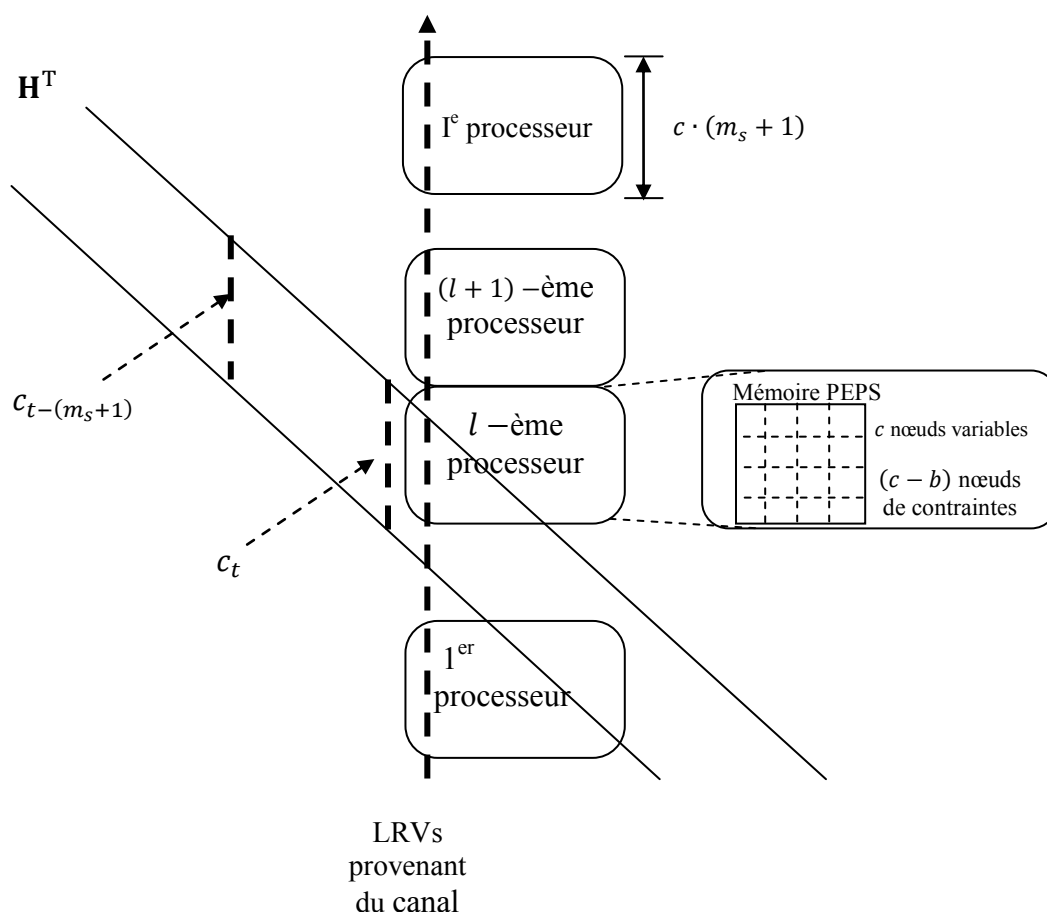 H^T
I^e processeur
c · (m_s + 1)
(l + 1) −ème
processeur
c_{t−(m_s+1)}
l −ème
processeur
Mémoire PEPS
c nœuds variables
(c − b) nœuds
de contraintes
c_t
1^er
processeur
LRVs
provenant
du canal